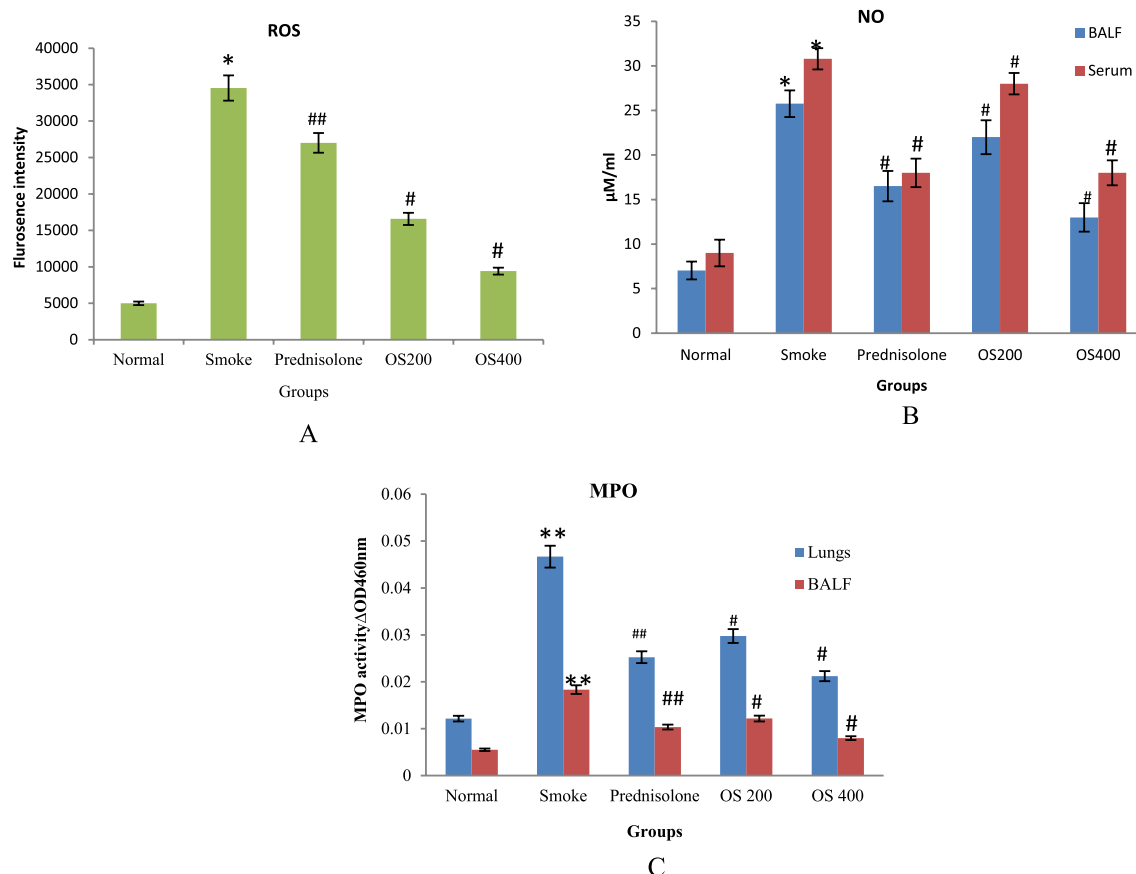 ROS
Flurosence intensity
40000
35000
30000
25000
20000
15000
10000
5000
0
*
##
#
#
Normal Smoke Prednisolone OS200 OS400
Groups
A
NO
µM/ml
35
30
25
20
15
10
5
0
* *
# #
# #
# #
BALF
Serum
Normal Smoke Prednisolone OS200 OS400
Groups
B
MPO
MPO activity∆OD460nm
0.06
0.05
0.04
0.03
0.02
0.01
0
** **
## ##
# #
# #
Lungs
BALF
Normal Smoke Prednisolone OS 200 OS 400
Groups
C